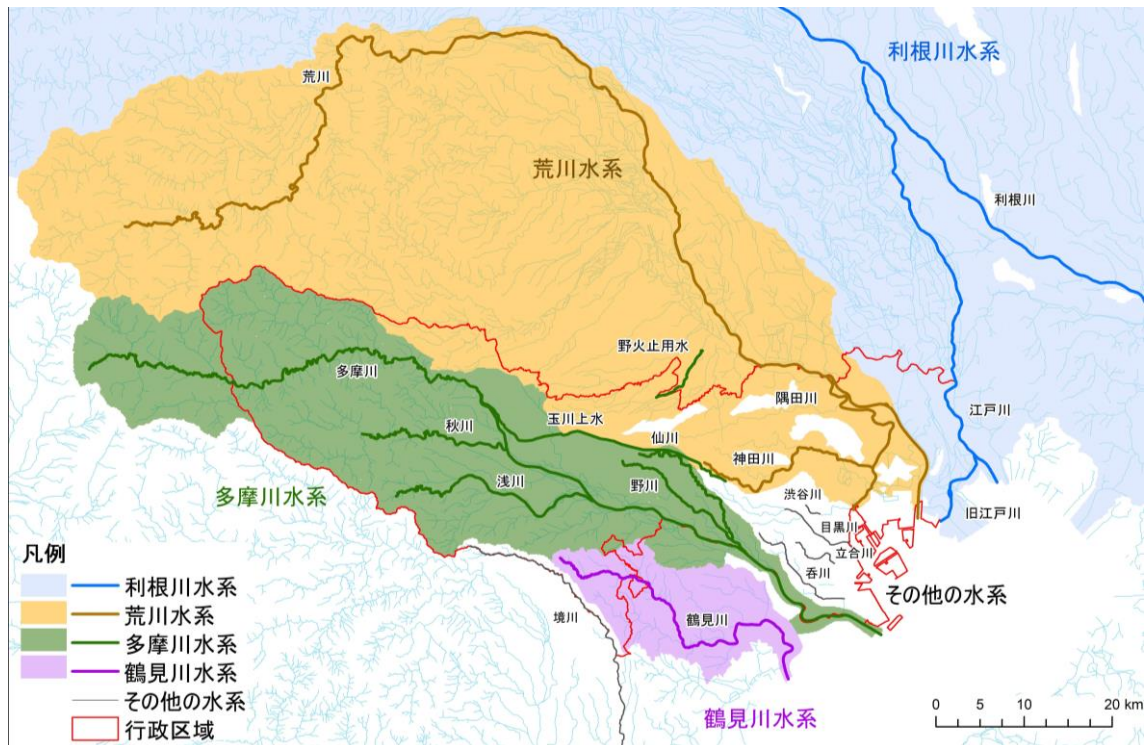 利根川水系
荒川
荒川水系
利根川
野火止用水
多摩川
隅田川
江戸川
秋川
玉川上水
仙川
神田川
浅川
野川
渋谷川
多摩川水系
旧江戸川
目黒川
立合川
呑川
その他の水系
境川
鶴見川
鶴見川水系
凡例
利根川水系
荒川水系
多摩川水系
鶴見川水系
その他の水系
行政区域
0 5 10 20 km